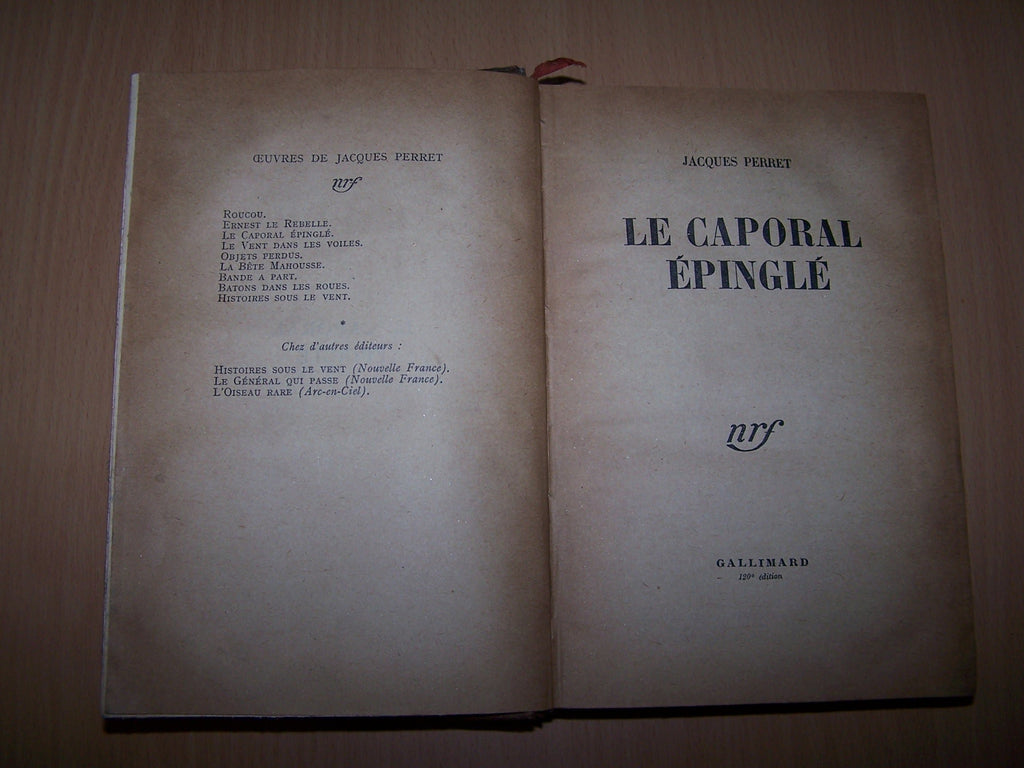 ŒUVRES DE JACQUES PERRET
nrf
ROUCOU.
ERNEST LE REBELLE.
LE CAPORAL ÉPINGLÉ.
LE VENT DANS LES VOILES.
OBJETS PERDUS.
LA BÊTE MAHOUSSE.
BANDE A PART.
BATONS DANS LES ROUES.
HISTOIRES SOUS LE VENT.
*
Chez d'autres éditeurs :
HISTOIRES SOUS LE VENT (Nouvelle France).
LE GÉNÉRAL QUI PASSE (Nouvelle France).
L'OISEAU RARE (Arc-en-Ciel).
JACQUES PERRET
LE CAPORAL
ÉPINGLÉ
nrf
GALLIMARD
120e édition